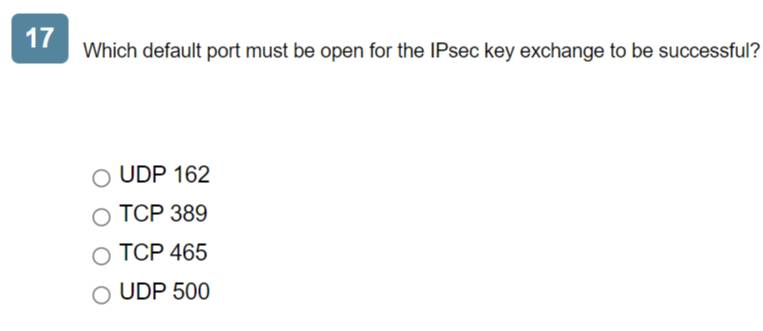 17
Which default port must be open for the IPsec key exchange to be successful?
UDP 162
TCP 389
TCP 465
UDP 500